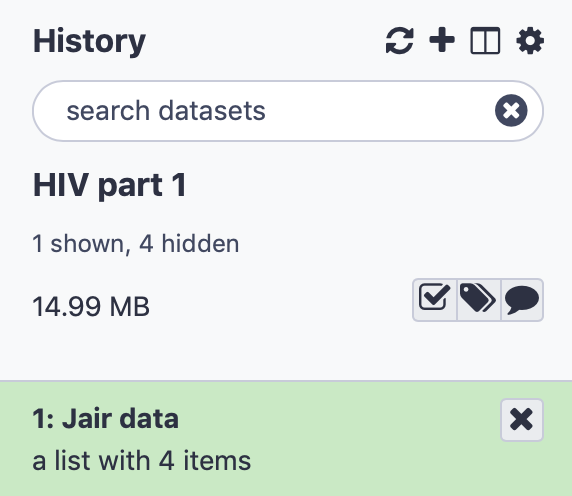 History
search datasets
HIV part 1
1 shown, 4 hidden
14.99 MB
1: Jair data
a list with 4 items